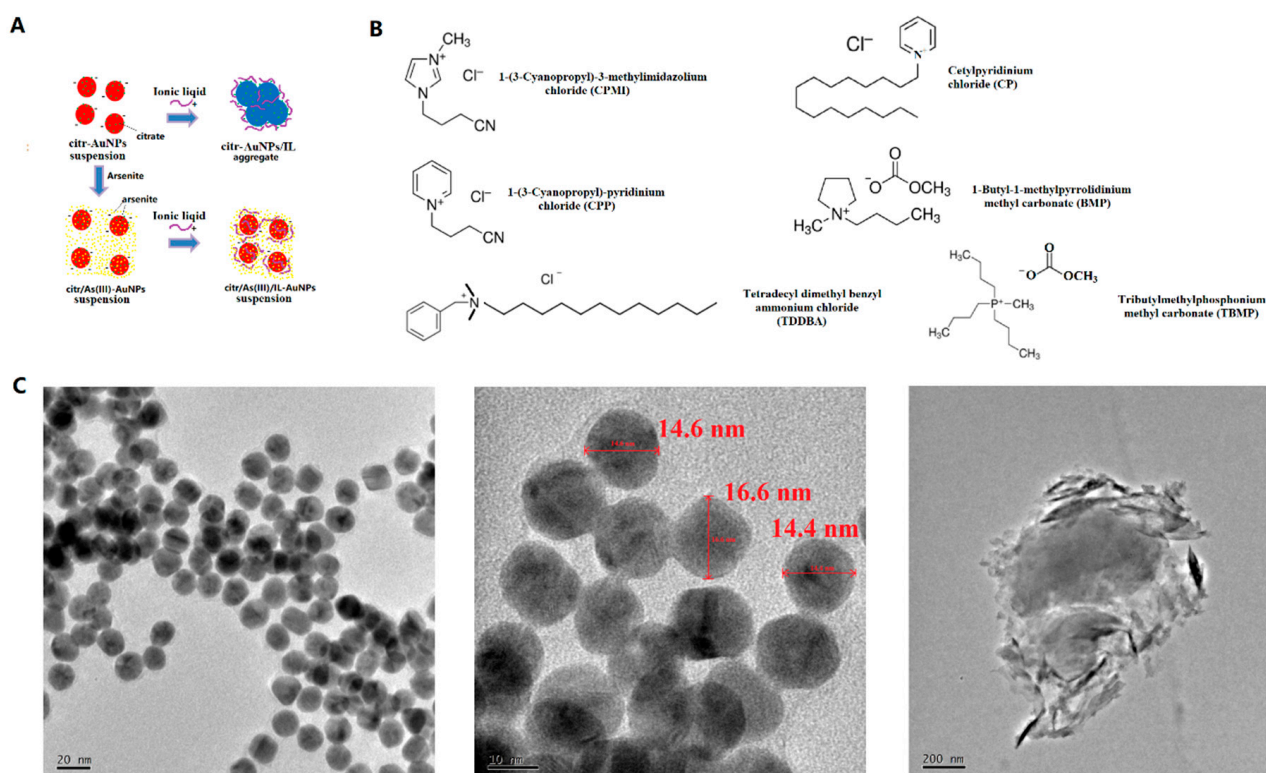 A
Ionic liqid
+
citrate
citr-AuNPs
suspension
citr-AuNPs/IL
aggregate
Arsenite
arsenite
Ionic liqid
+
citr/As(III)-AuNPs
suspension
citr/As(III)/IL-AuNPs
suspension
:
B
CH3
N+
N
Cl−
CN
1-(3-Cyanopropyl)-3-methylimidazolium
chloride (CPMI)
Cl−
N+
CH3
Cetylpyridinium
chloride (CP)
N+
Cl−
CN
1-(3-Cyanopropyl)-pyridinium
chloride (CPP)
O
−O
OCH3
N+
H3C
CH3
1-Butyl-1-methylpyrrolidinium
methyl carbonate (BMP)
Cl−
N+
Tetradecyl dimethyl benzyl
ammonium chloride
(TDDBA)
H3C
O
−O
O−CH3
P+
CH3
H3C
CH3
CH3
Tributylmethylphosphonium
methyl carbonate (TBMP)
C
20 nm
14.6 nm
16.6 nm
14.4 nm
10 nm
200 nm